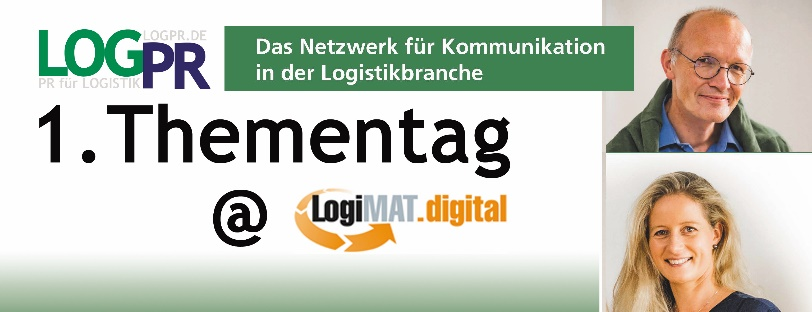 LOGPR.DE
LOGPR
PR für LOGISTIK
Das Netzwerk für Kommunikation
in der Logistikbranche
1. Thementag
@ LogiMAT.digital